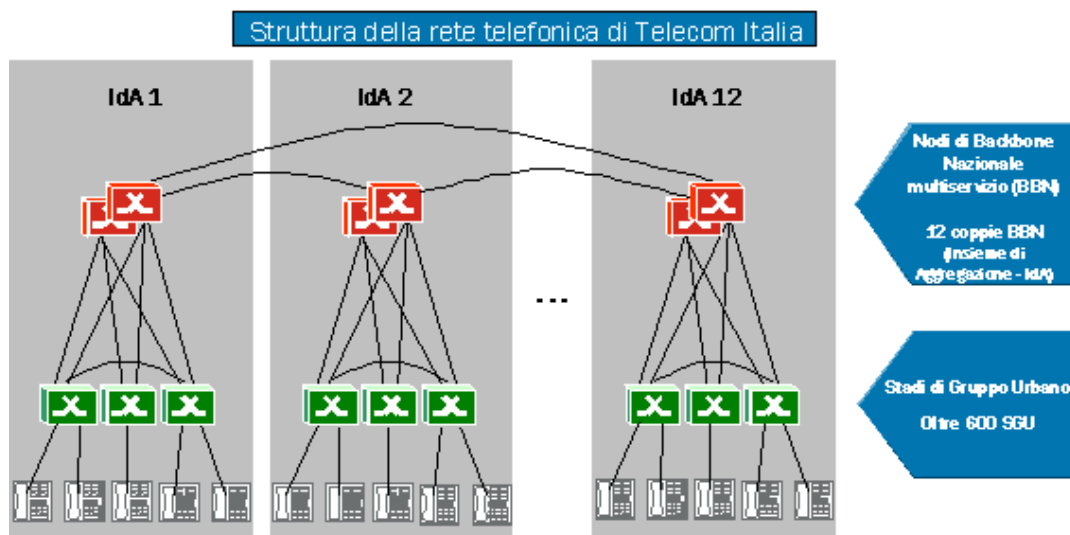 Struttura della rete telefonica di Telecom Italia
IdA 1
IdA 2
IdA 12
...
Nodi di Backbone
Nazionale
multiservizio (BBN)
12 coppie BBN
(Insieme di
Aggregazione - IdA)
Stadi di Gruppo Urbano
Oltre 600 SGU